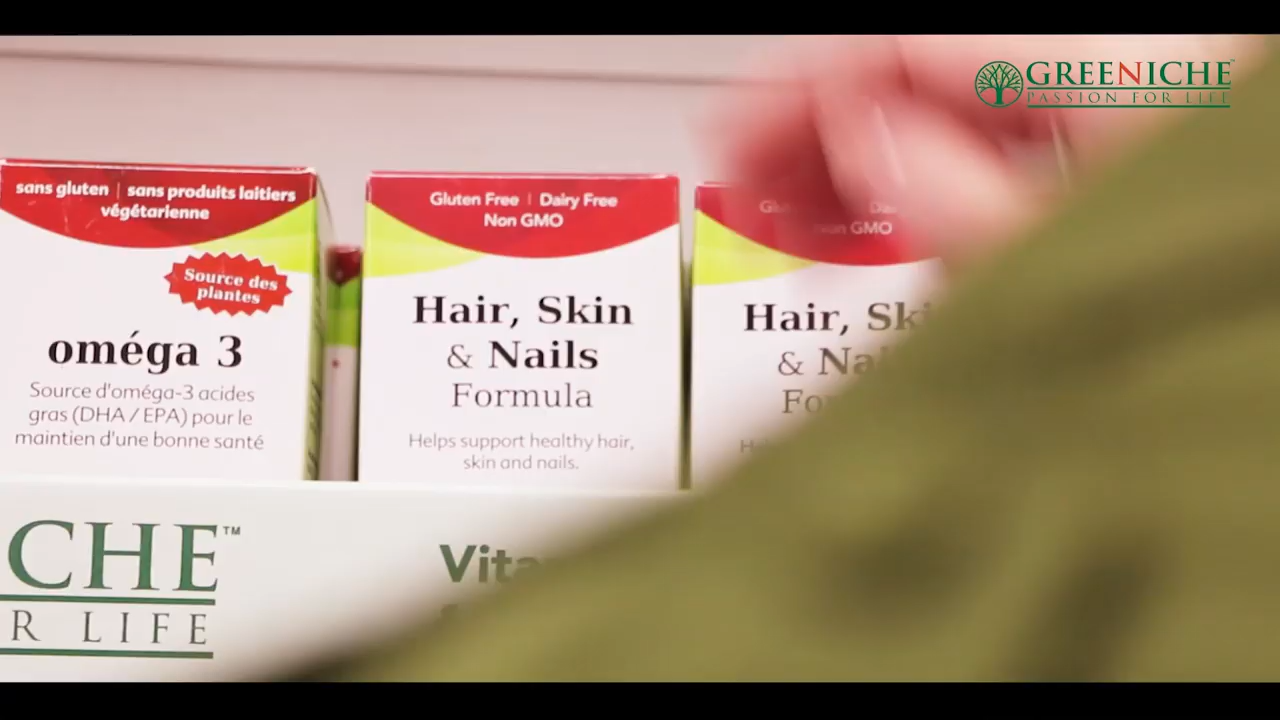 GREENICHE
PASSION FOR LIFE
sans gluten | sans produits laitiers
végétarienne
Source des
plantes
oméga 3
Source d'oméga-3 acides
gras (DHA / EPA) pour le
maintien d'une bonne santé
Gluten Free | Dairy Free
Non GMO
Hair, Skin
& Nails
Formula
Helps support healthy hair,
skin and nails.
Non GMO
Hair, Ski
& Na
Fo
CHE™
R LIFE
Vita